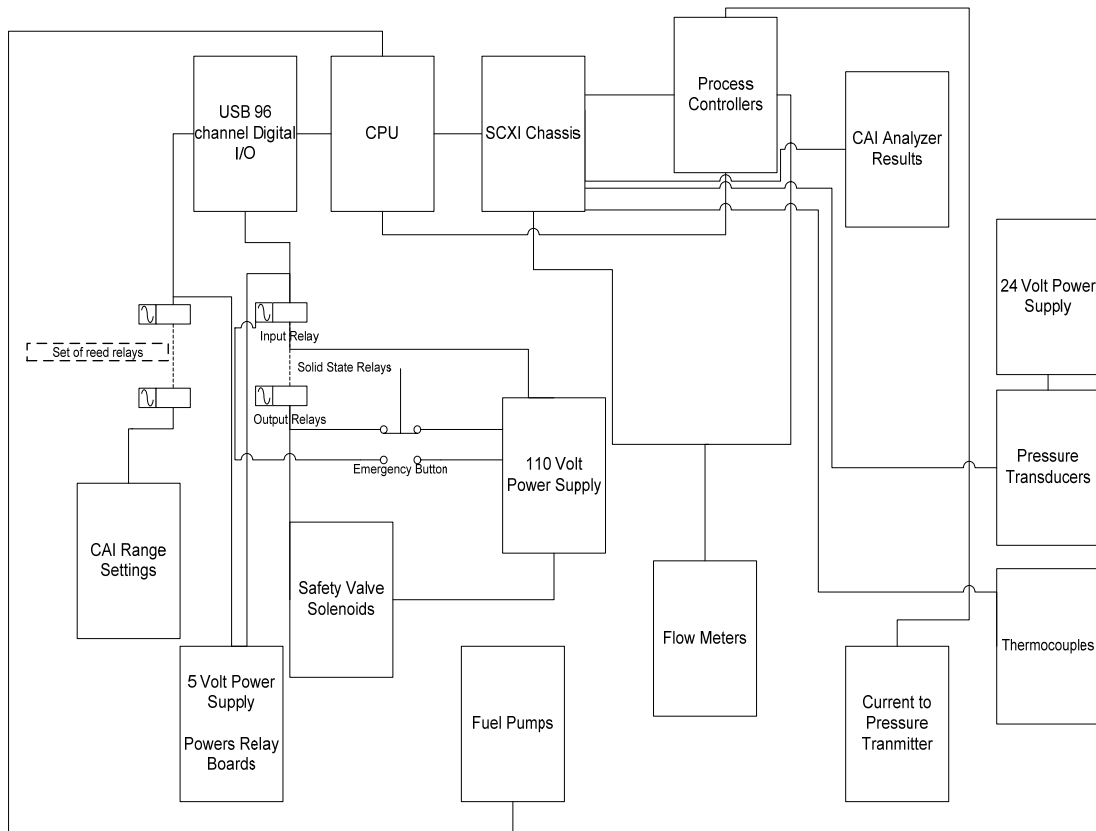 USB 96
channel Digital
I/O
CPU
SCXI Chassis
Process
Controllers
CAI Analyzer
Results
24 Volt Power
Supply
Input Relay
Set of reed relays
Solid State Relays
Output Relays
Emergency Button
110 Volt
Power Supply
Pressure
Transducers
CAI Range
Settings
Safety Valve
Solenoids
Flow Meters
Thermocouples
5 Volt Power
Supply
Powers Relay
Boards
Fuel Pumps
Current to
Pressure
Tranmitter